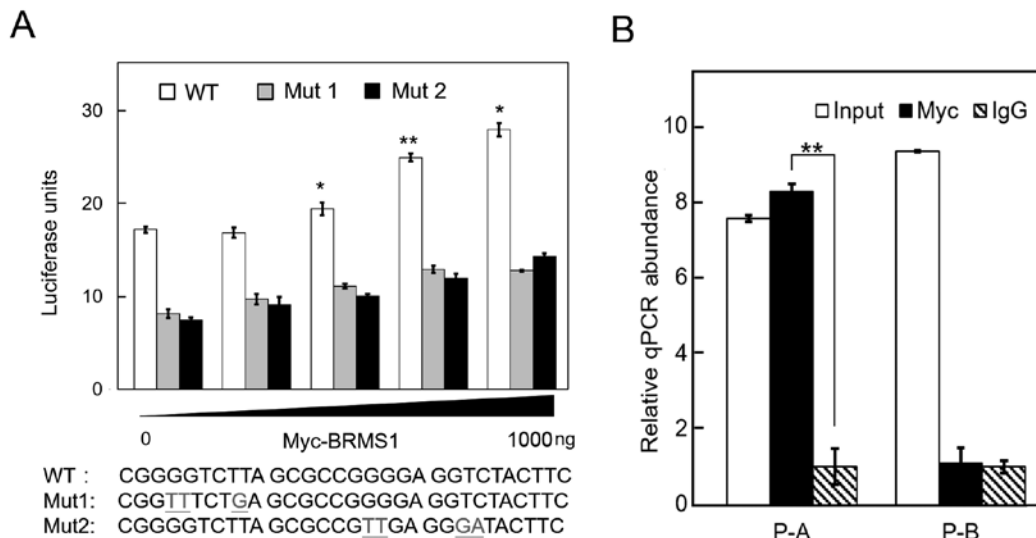 A
WT Mut 1 Mut 2
Luciferase units
30
20
10
0
* ** *
0 Myc-BRMS1 1000 ng
WT : CGGGGTCTTA GCGCCGGGGA GGTCTACTTC
Mut1: CGGTTTCTGA GCGCCGGGGA GGTCTACTTC
Mut2: CGGGGTCTTA GCGCCGTTGA GGGATACTTC
B
Input Myc IgG
Relative qPCR abundance
10
8
6
4
2
0
**
P-A P-B